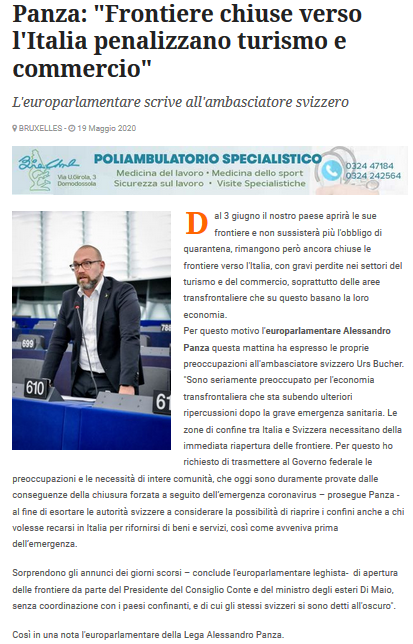 Panza: "Frontiere chiuse verso
l'Italia penalizzano turismo e
commercio"
L'europarlamentare scrive all'ambasciatore svizzero
BRUXELLES - 19 Maggio 2020
POLIAMBULATORIO SPECIALISTICO
Via U.Girola, 3
Domodossola
Medicina del lavoro • Medicina dello sport
Sicurezza sul lavoro • Visite Specialistiche
0324 47184
0324 242564
Dal 3 giugno il nostro paese aprirà le sue
frontiere e non sussisterà più l'obbligo di
quarantena, rimangono però ancora chiuse le
frontiere verso l'Italia, con gravi perdite nei settori del
turismo e del commercio, soprattutto delle aree
transfrontaliere che su questo basano la loro
economia.
Per questo motivo l'europarlamentare Alessandro
Panza questa mattina ha espresso le proprie
preoccupazioni all'ambasciatore svizzero Urs Bucher.
"Sono seriamente preoccupato per l'economia
transfrontaliera che sta subendo ulteriori
ripercussioni dopo la grave emergenza sanitaria. Le
zone di confine tra Italia e Svizzera necessitano della
immediata riapertura delle frontiere. Per questo ho
richiesto di trasmettere al Governo federale le
preoccupazioni e le necessità di intere comunità, che oggi sono duramente provate dalle
conseguenze della chiusura forzata a seguito dell'emergenza coronavirus – prosegue Panza -
al fine di esortare le autorità svizzere a considerare la possibilità di riaprire i confini anche a chi
volesse recarsi in Italia per rifornirsi di beni e servizi, così come avveniva prima
dell'emergenza.
Sorprendono gli annunci dei giorni scorsi – conclude l'europarlamentare leghista- di apertura
delle frontiere da parte del Presidente del Consiglio Conte e del ministro degli esteri Di Maio,
senza coordinazione con i paesi confinanti, e di cui gli stessi svizzeri si sono detti all'oscuro".
Così in una nota l'europarlamentare della Lega Alessandro Panza.
699
610
61